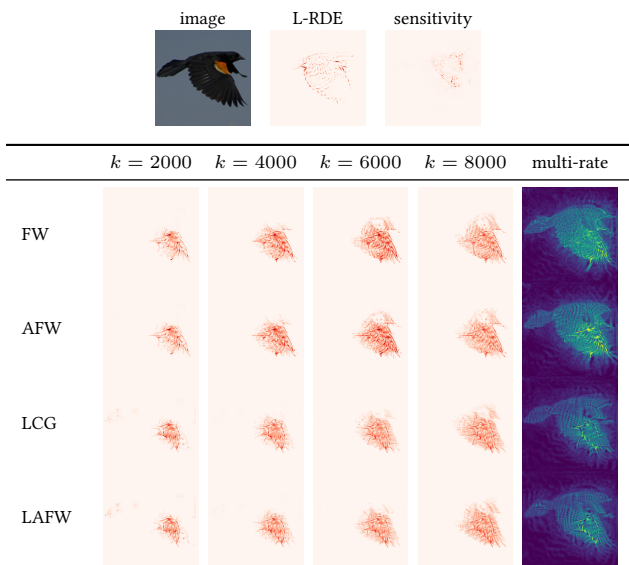 image L-RDE sensitivity
k = 2000 k = 4000 k = 6000 k = 8000 multi-rate
FW
AFW
LCG
LAFW